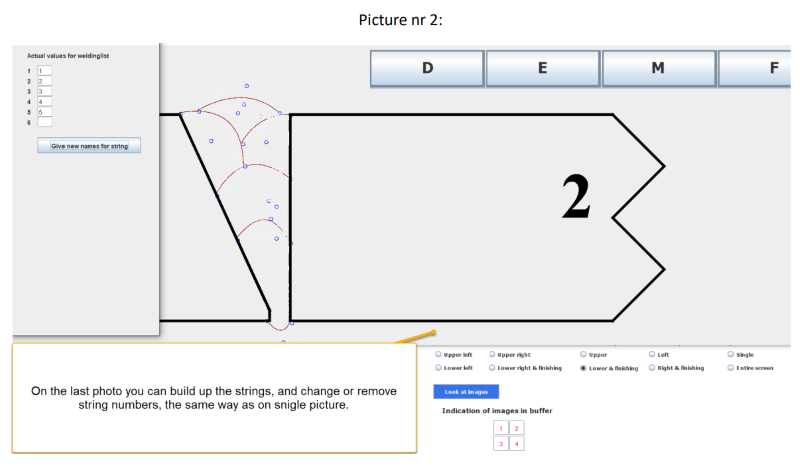 Picture nr 2:
Actual values for weldinglist
1 1
2 2
3 3
4 4
5 5
6
Give new names for string
D E M F
2
Upper left Upper right Upper Left Single
Lower left Lower right & finishing Lower & finishing Right & finishing Entire screen
Look at images
Indication of images in buffer
1 2
3 4
On the last photo you can build up the strings, and change or remove
string numbers, the same way as on snigle picture.